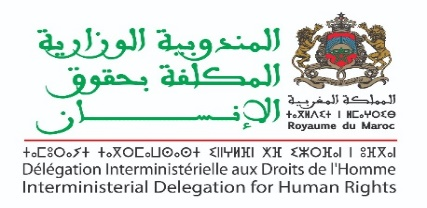 المندوبية الوزارية
المكلفة بحقوق
الإنسان
المملكة المغربية
ⵜⴰⴳⵍⴷⵉⵜ ⵏ ⵍⵎⵖⵔⵉⴱ
Royaume du Maroc
Délégation Interministérielle aux Droits de l'Homme
Interministerial Delegation for Human Rights